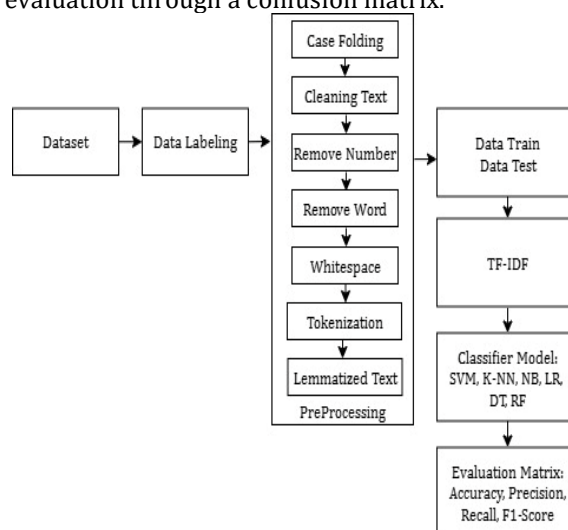 evaluation through a confusion matrix.
Dataset
Data Labeling
Case Folding
Cleaning Text
Remove Number
Remove Word
Whitespace
Tokenization
Lemmatized Text
PreProcessing
Data Train
Data Test
TF-IDF
Classifier Model:
SVM, K-NN, NB, LR,
DT, RF
Evaluation Matrix:
Accuracy, Precision,
Recall, F1-Score